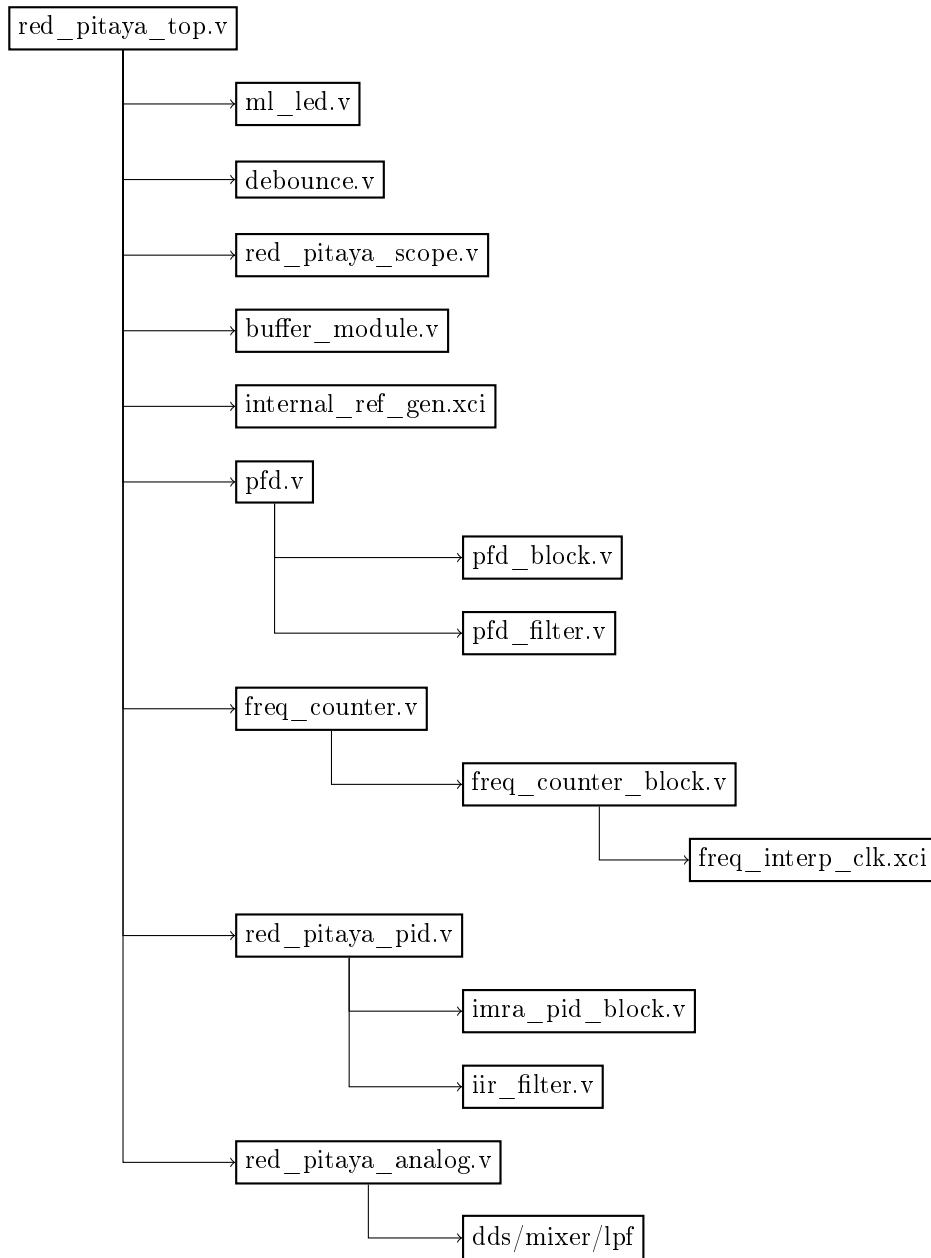 red_pitaya_top.v
ml_led.v
debounce.v
red_pitaya_scope.v
buffer_module.v
internal_ref_gen.xci
pfd.v
pfd_block.v
pfd_filter.v
freq_counter.v
freq_counter_block.v
freq_interp_clk.xci
red_pitaya_pid.v
imra_pid_block.v
iir_filter.v
red_pitaya_analog.v
dds/mixer/lpf